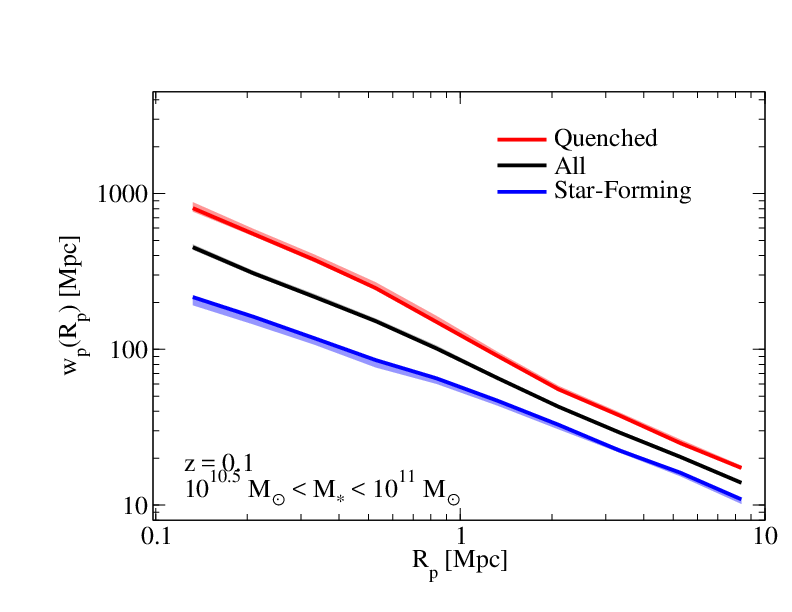 Quenched
All
Star-Forming
1000
100
10
w_p(R_p) [Mpc]
z = 0.1
10^10.5 M_⊙ < M_* < 10^11 M_⊙
0.1 1 10
R_p [Mpc]